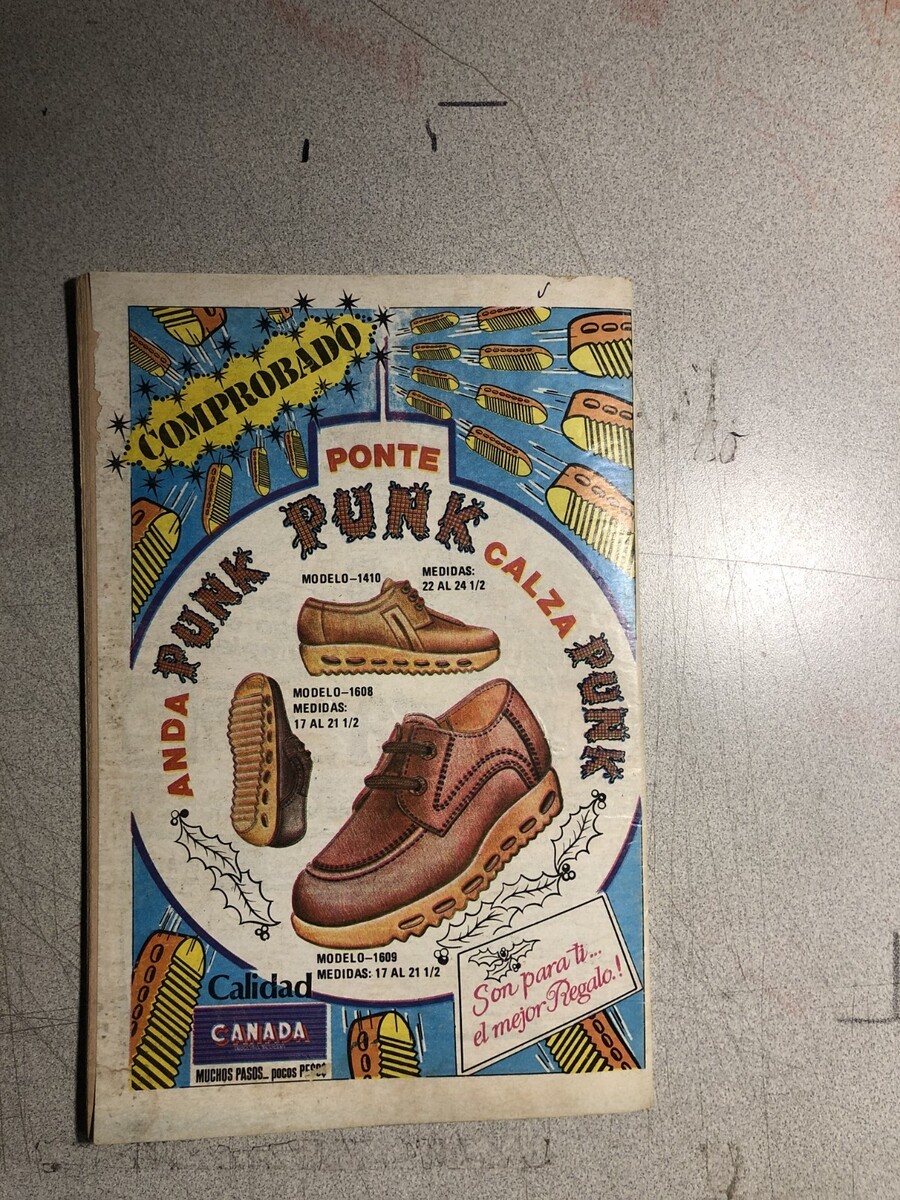 COMPROBADO
PONTE
PUNK
ANDA PUNK
CALZA PUNK
MODELO-1410
MEDIDAS:
22 AL 24 1/2
MODELO-1608
MEDIDAS:
17 AL 21 1/2
MODELO-1609
MEDIDAS: 17 AL 21 1/2
Son para ti...
el mejor Regalo.!
Calidad
CANADA
MUCHOS PASOS... pocos